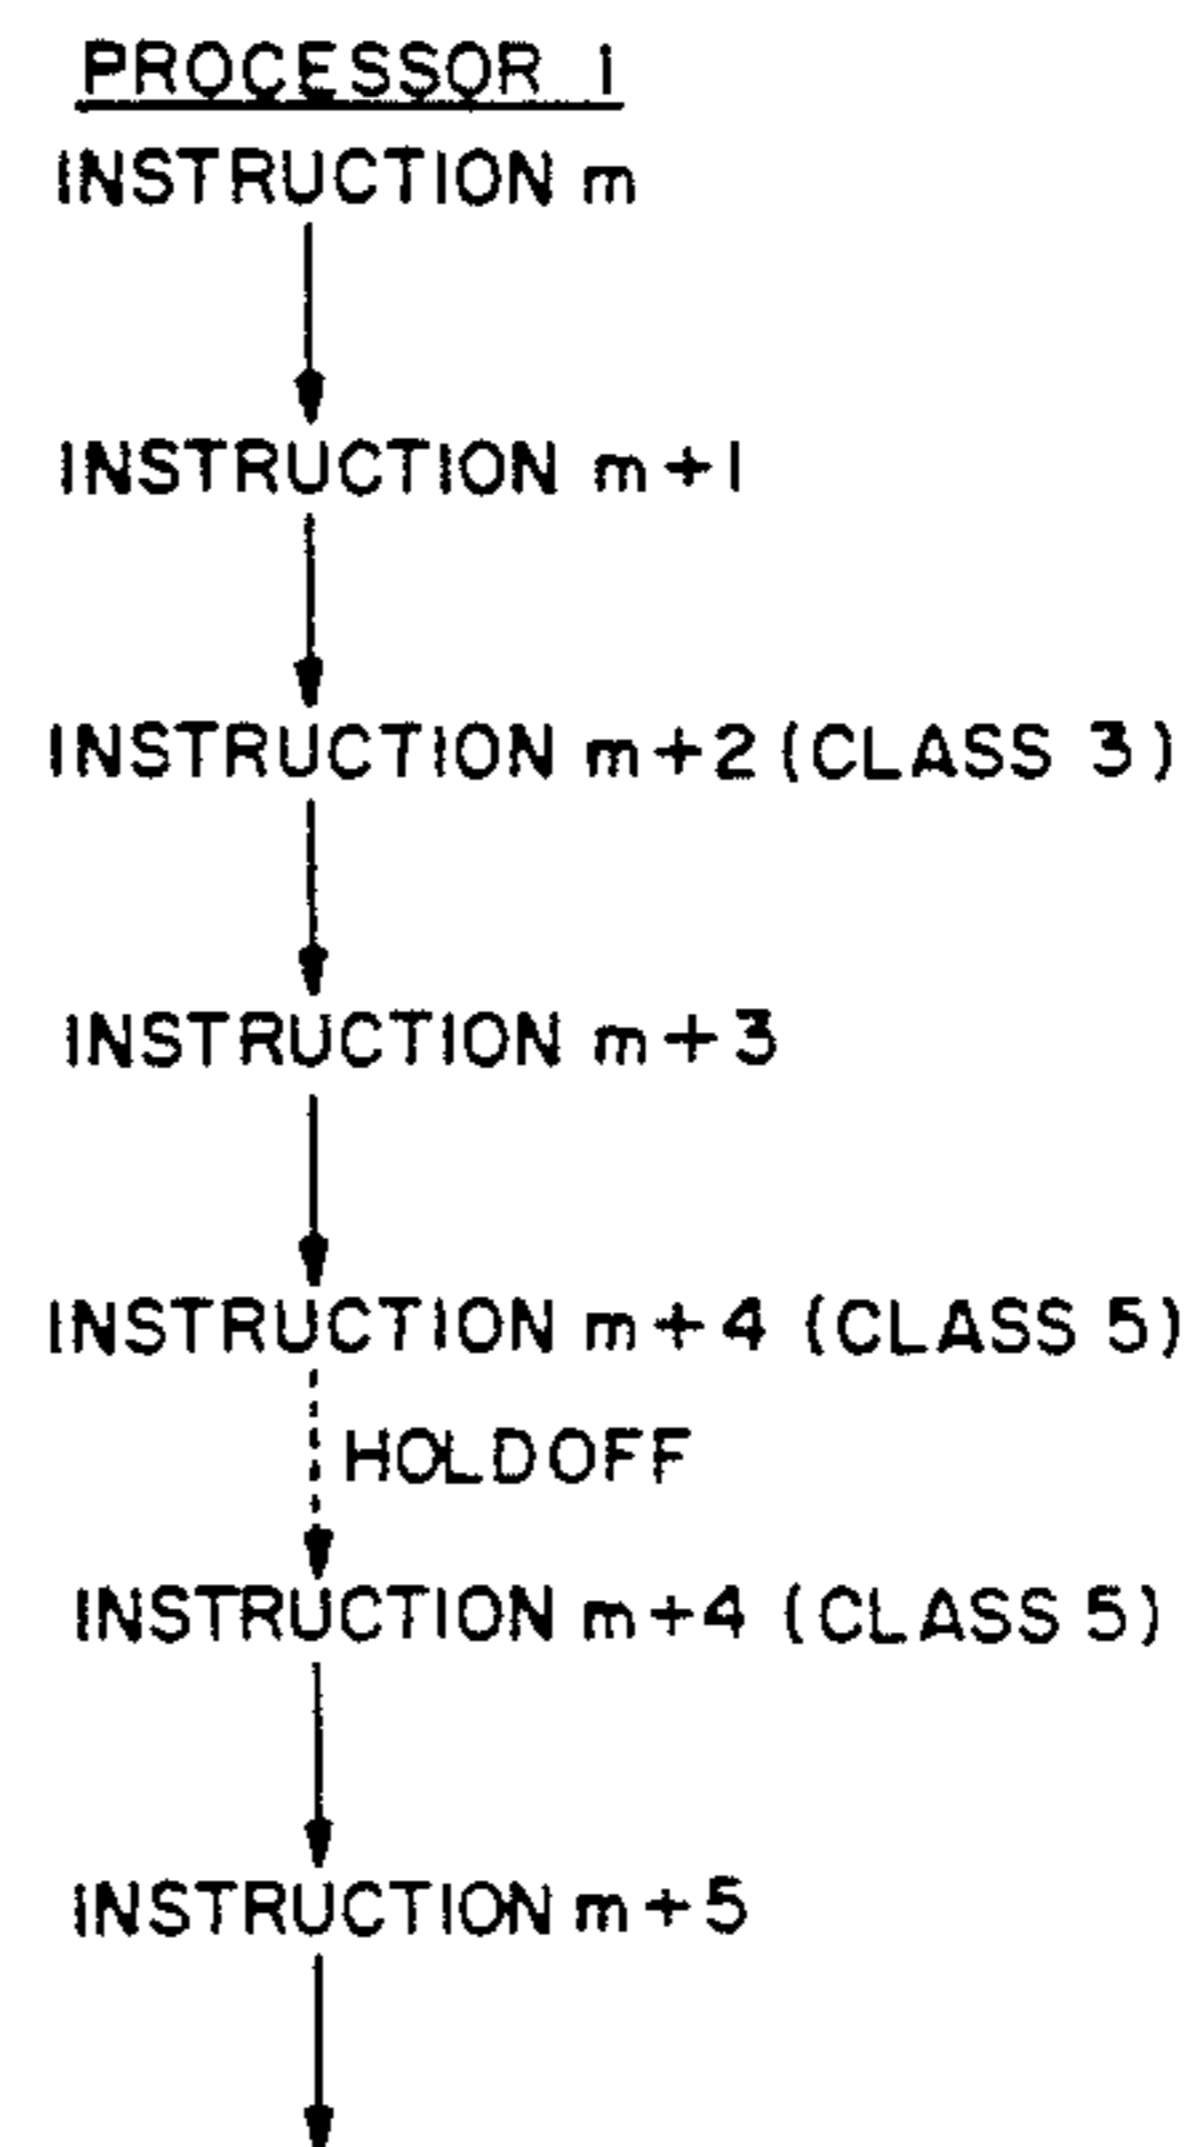 PROCESSOR 1
INSTRUCTION m
INSTRUCTION m+1
INSTRUCTION m+2 (CLASS 3)
INSTRUCTION m+3
INSTRUCTION m+4 (CLASS 5)
HOLDOFF
INSTRUCTION m+4 (CLASS 5)
INSTRUCTION m+5